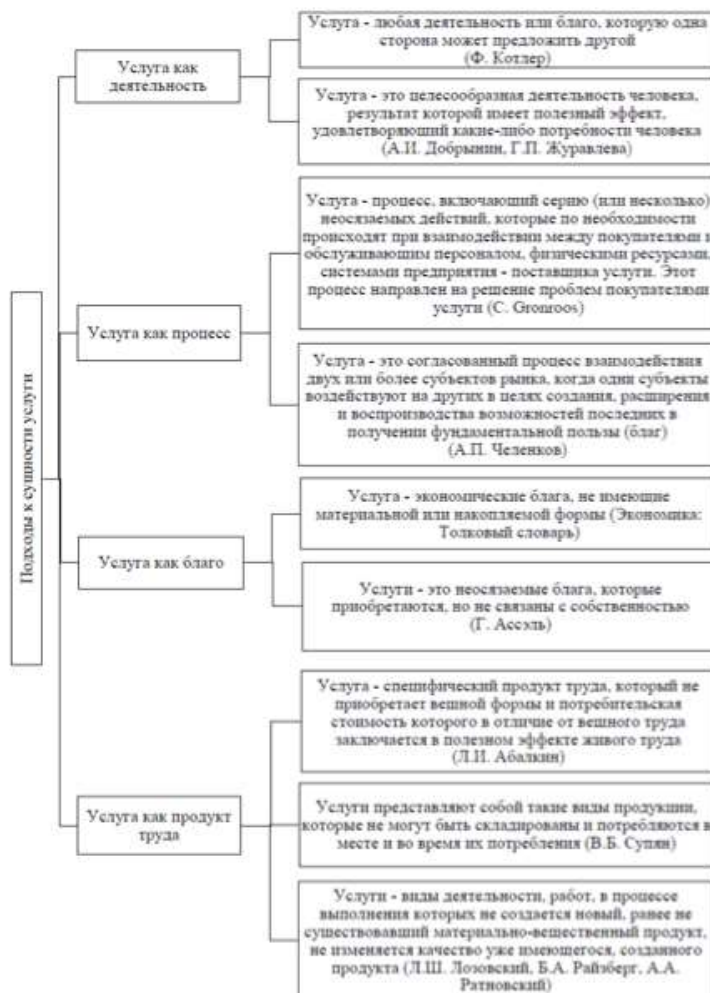 Подходы к сущности услуги
Услуга как
деятельность
Услуга - любая деятельность или благо, которую одна
сторона может предложить другой
(Ф. Котлер)
Услуга - это целесообразная деятельность человека,
результат которой имеет полезный эффект,
удовлетворяющий какие-либо потребности человека
(А.И. Добрынин, Г.П. Журавлева)
Услуга как процесс
Услуга - процесс, включающий серию (или несколько)
неосязаемых действий, которые по необходимости
происходят при взаимодействии между покупателями и
обслуживающим персоналом, физическими ресурсами,
системами предприятия - поставщика услуги. Этот
процесс направлен на решение проблем покупателями
услуги (C. Gronroos)
Услуга - это согласованный процесс взаимодействия
двух или более субъектов рынка, когда одни субъекты
воздействуют на других в целях создания, расширения
и воспроизводства возможностей последних в
получении фундаментальной пользы (благ)
(А.П. Челенков)
Услуга как благо
Услуга - экономические блага, не имеющие
материальной или накопляемой формы (Экономика:
Толковый словарь)
Услуги - это неосязаемые блага, которые
приобретаются, но не связаны с собственностью
(Г. Ассэль)
Услуга как продукт
труда
Услуга - специфический продукт труда, который не
приобретает вещной формы и потребительская
стоимость которого в отличие от вещного труда
заключается в полезном эффекте живого труда
(Л.И. Абалкин)
Услуги представляют собой такие виды продукции,
которые не могут быть складированы и потребляются в
месте и во время их потребления (В.Б. Супян)
Услуги - виды деятельности, работ, в процессе
выполнения которых не создается новый, ранее не
существовавший материально-вещественный продукт,
не изменяется качество уже имеющегося, созданного
продукта (Л.Ш. Лозовский, Б.А. Райзберг, А.А.
Ратновский)